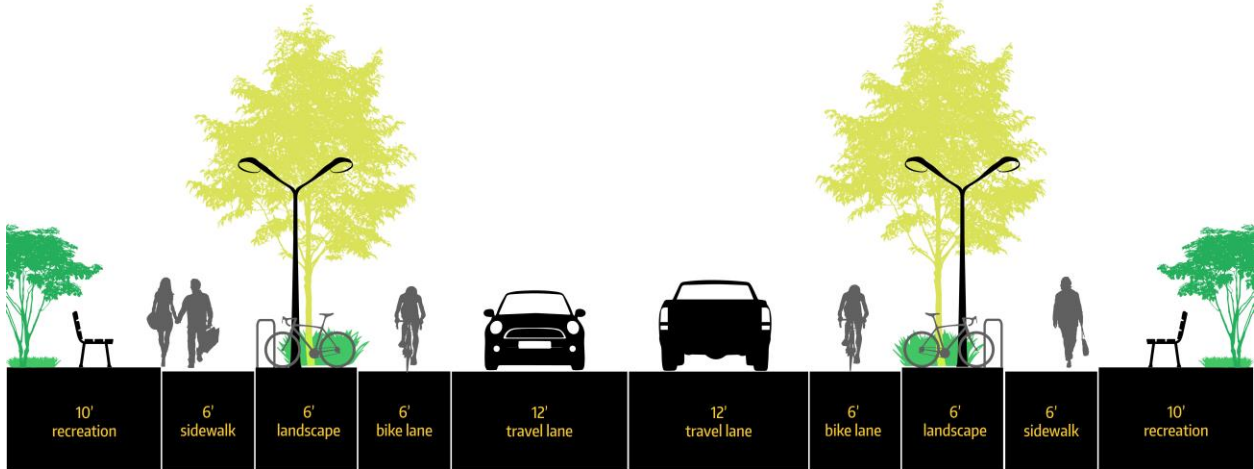 10'
recreation
6'
sidewalk
6'
landscape
6'
bike lane
12'
travel lane
12'
travel lane
6'
bike lane
6'
landscape
6'
sidewalk
10'
recreation